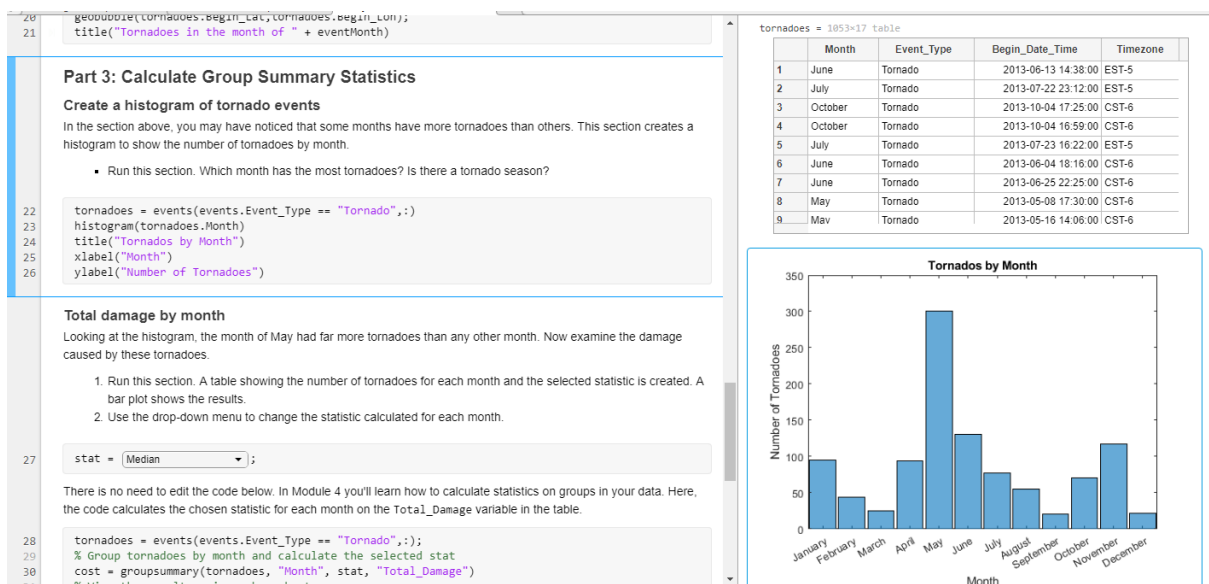 20
geobubble(tornadoes.Begin_Lat,tornadoes.Begin_Lon);
21
title("Tornadoes in the month of " + eventMonth)
Part 3: Calculate Group Summary Statistics
Create a histogram of tornado events
In the section above, you may have noticed that some months have more tornadoes than others. This section creates a
histogram to show the number of tornadoes by month.
▪ Run this section. Which month has the most tornadoes? Is there a tornado season?
22 tornadoes = events(events.Event_Type == "Tornado",:)
23 histogram(tornadoes.Month)
24 title("Tornados by Month")
25 xlabel("Month")
26 ylabel("Number of Tornadoes")
Total damage by month
Looking at the histogram, the month of May had far more tornadoes than any other month. Now examine the damage
caused by these tornadoes.
1. Run this section. A table showing the number of tornadoes for each month and the selected statistic is created. A
bar plot shows the results.
2. Use the drop-down menu to change the statistic calculated for each month.
27 stat = Median ;
There is no need to edit the code below. In Module 4 you'll learn how to calculate statistics on groups in your data. Here,
the code calculates the chosen statistic for each month on the Total_Damage variable in the table.
28 tornadoes = events(events.Event_Type == "Tornado",:);
29 % Group tornadoes by month and calculate the selected stat
30 cost = groupsummary(tornadoes, "Month", stat, "Total_Damage")
tornadoes = 1053×17 table
Month Event_Type Begin_Date_Time Timezone
1 June Tornado 2013-06-13 14:38:00 EST-5
2 July Tornado 2013-07-22 23:12:00 EST-5
3 October Tornado 2013-10-04 17:25:00 CST-6
4 October Tornado 2013-10-04 16:59:00 CST-6
5 July Tornado 2013-07-23 16:22:00 EST-5
6 June Tornado 2013-06-04 18:16:00 CST-6
7 June Tornado 2013-06-25 22:25:00 CST-6
8 May Tornado 2013-05-08 17:30:00 CST-6
9 May Tornado 2013-05-16 14:06:00 CST-6
Tornados by Month
350
300
250
200
150
100
50
0
Number of Tornadoes
January February March April May June July August September October November December
Month